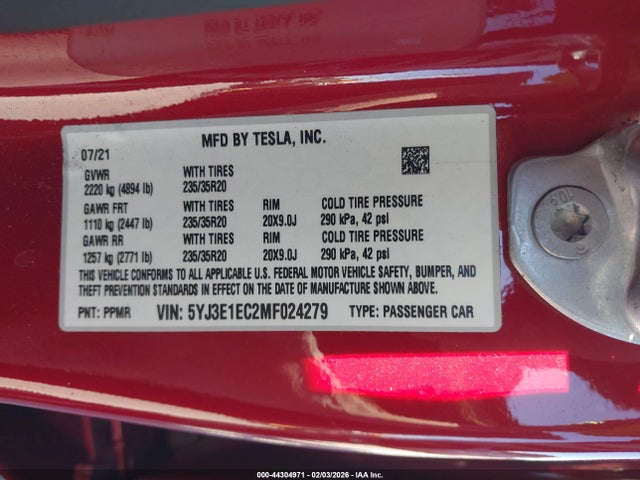 MFD BY TESLA, INC.
07/21
GVWR WITH TIRES
2220 kg (4894 lb) 235/35R20
GAWR FRT WITH TIRES RIM COLD TIRE PRESSURE
1110 kg (2447 lb) 235/35R20 20X9.0J 290 kPa, 42 psi
GAWR RR WITH TIRES RIM COLD TIRE PRESSURE
1257 kg (2771 lb) 235/35R20 20X9.0J 290 kPa, 42 psi
THIS VEHICLE CONFORMS TO ALL APPLICABLE U.S. FEDERAL MOTOR VEHICLE SAFETY, BUMPER, AND
THEFT PREVENTION STANDARDS IN EFFECT ON THE DATE OF MANUFACTURE SHOWN ABOVE.
PNT: PPMR VIN: 5YJ3E1EC2MF024279 TYPE: PASSENGER CAR
000-44304971 - 02/03/2026 - IAA Inc.